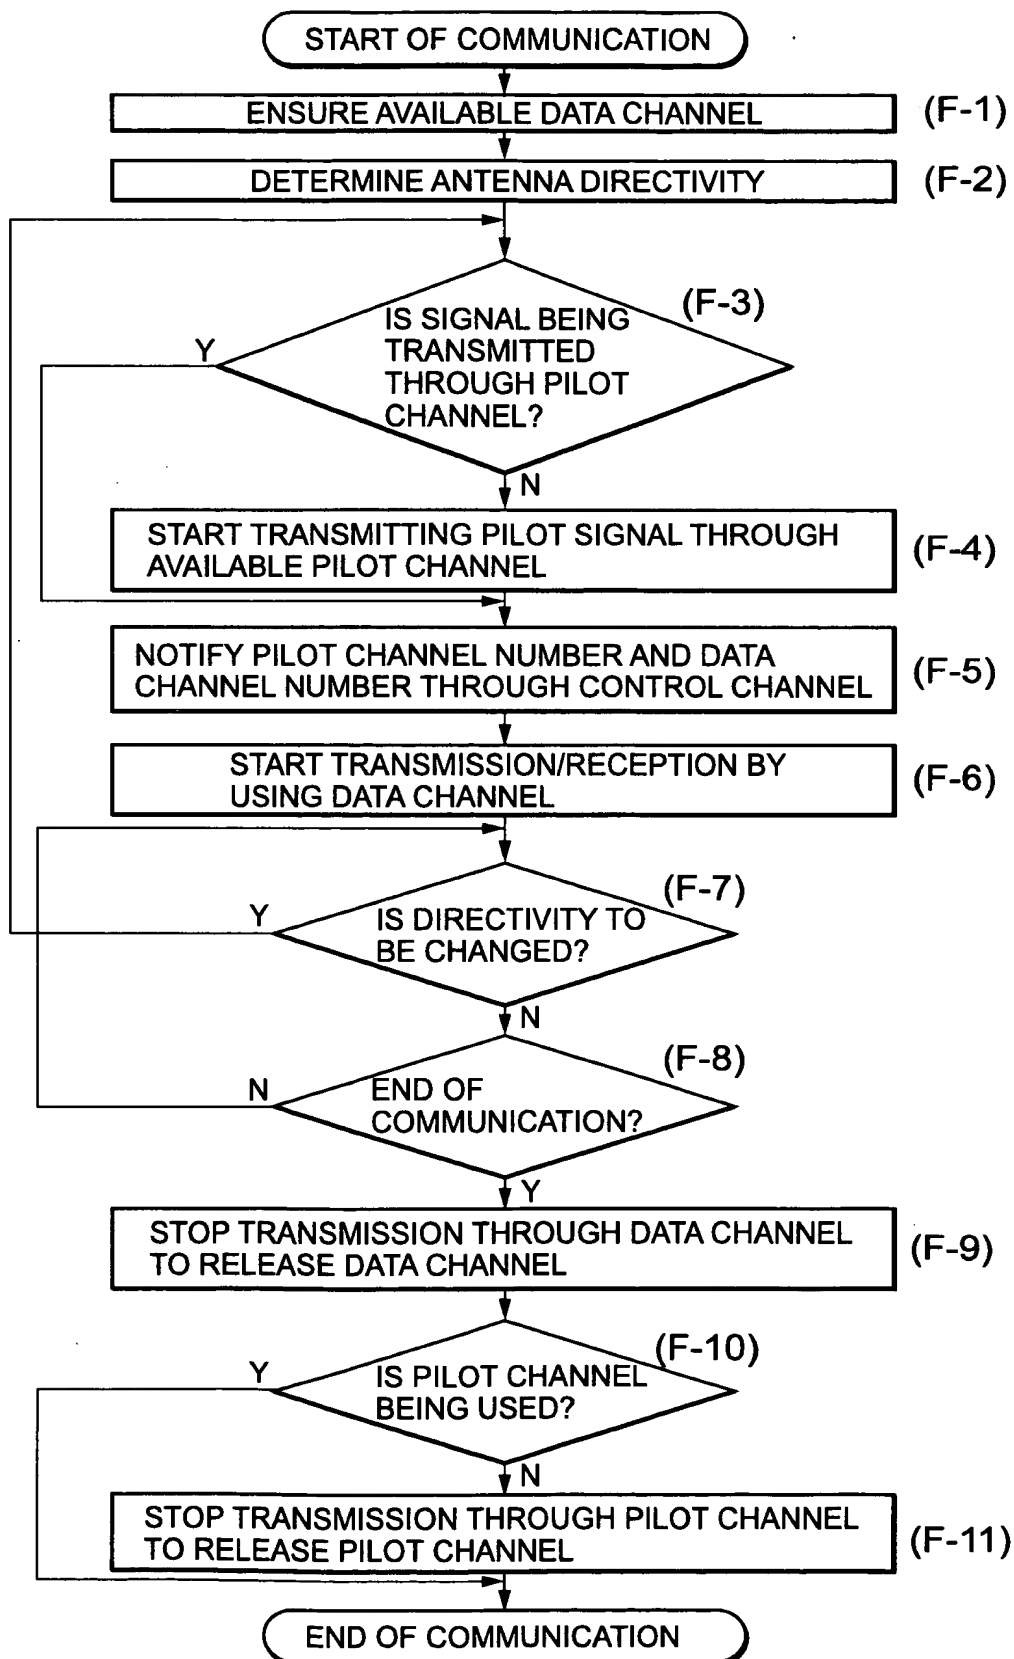 START OF COMMUNICATION
ENSURE AVAILABLE DATA CHANNEL
(F-1)
DETERMINE ANTENNA DIRECTIVITY
(F-2)
(F-3)
IS SIGNAL BEING
TRANSMITTED
THROUGH PILOT
CHANNEL?
Y
N
START TRANSMITTING PILOT SIGNAL THROUGH
AVAILABLE PILOT CHANNEL
(F-4)
NOTIFY PILOT CHANNEL NUMBER AND DATA
CHANNEL NUMBER THROUGH CONTROL CHANNEL
(F-5)
START TRANSMISSION/RECEPTION BY
USING DATA CHANNEL
(F-6)
(F-7)
Y
IS DIRECTIVITY TO
BE CHANGED?
N
(F-8)
N
END OF
COMMUNICATION?
Y
STOP TRANSMISSION THROUGH DATA CHANNEL
TO RELEASE DATA CHANNEL
(F-9)
(F-10)
Y
IS PILOT CHANNEL
BEING USED?
N
STOP TRANSMISSION THROUGH PILOT CHANNEL
TO RELEASE PILOT CHANNEL
(F-11)
END OF COMMUNICATION